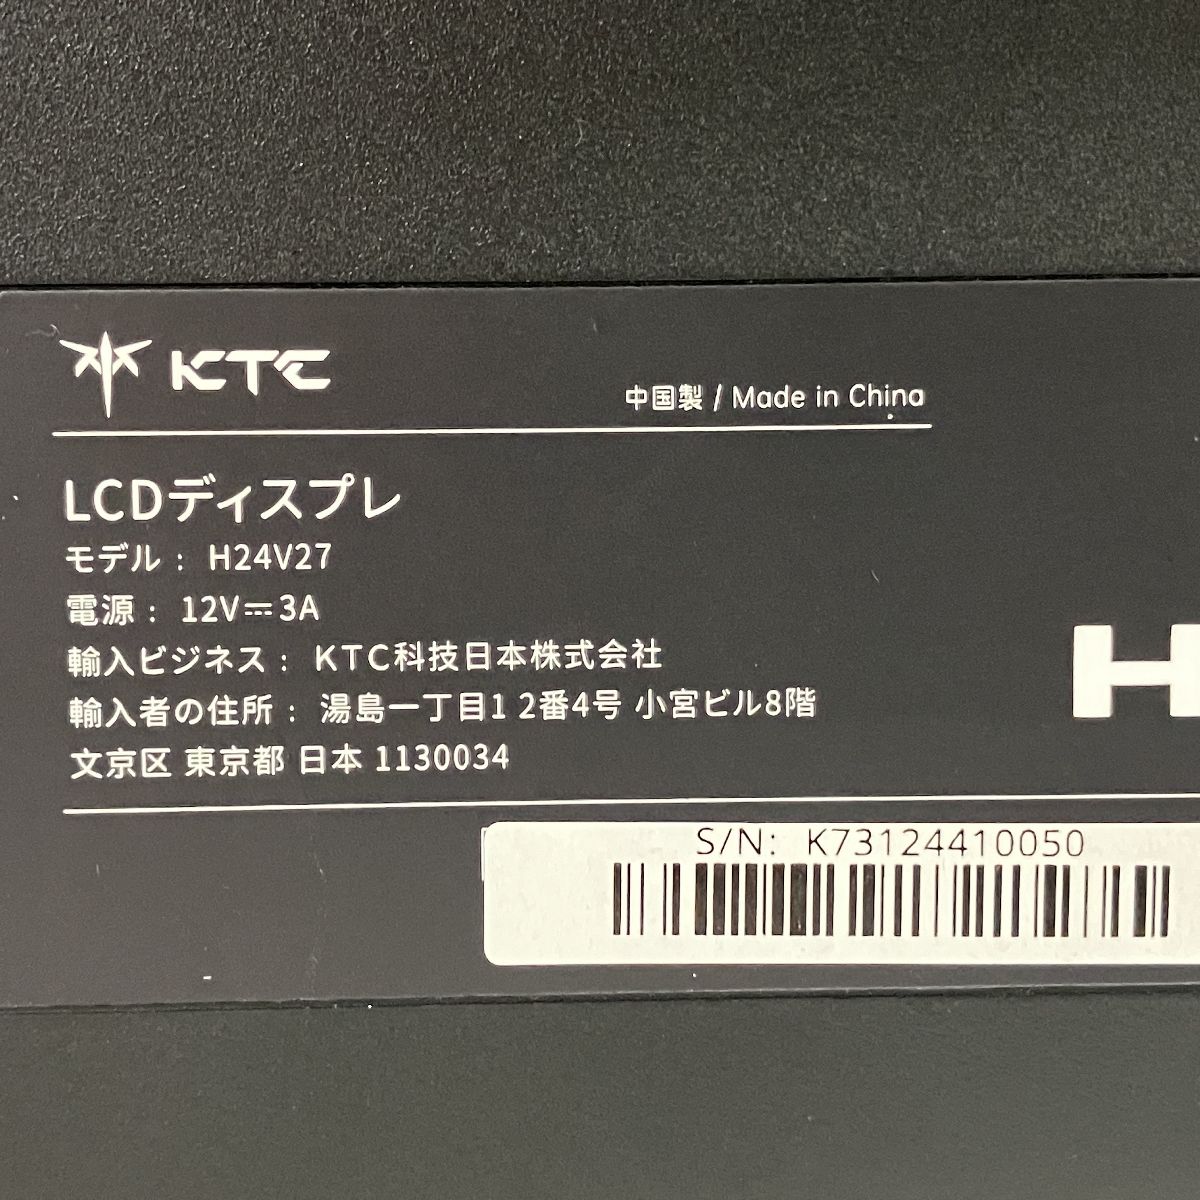 KTC
中国製 / Made in China
LCDディスプレ
モデル： H24V27
電源： 12V⎓3A
輸入ビジネス： KTC科技日本株式会社
輸入者の住所： 湯島一丁目1 2番4号 小宮ビル8階
文京区 東京都 日本 1130034
H
S/N: K73124410050